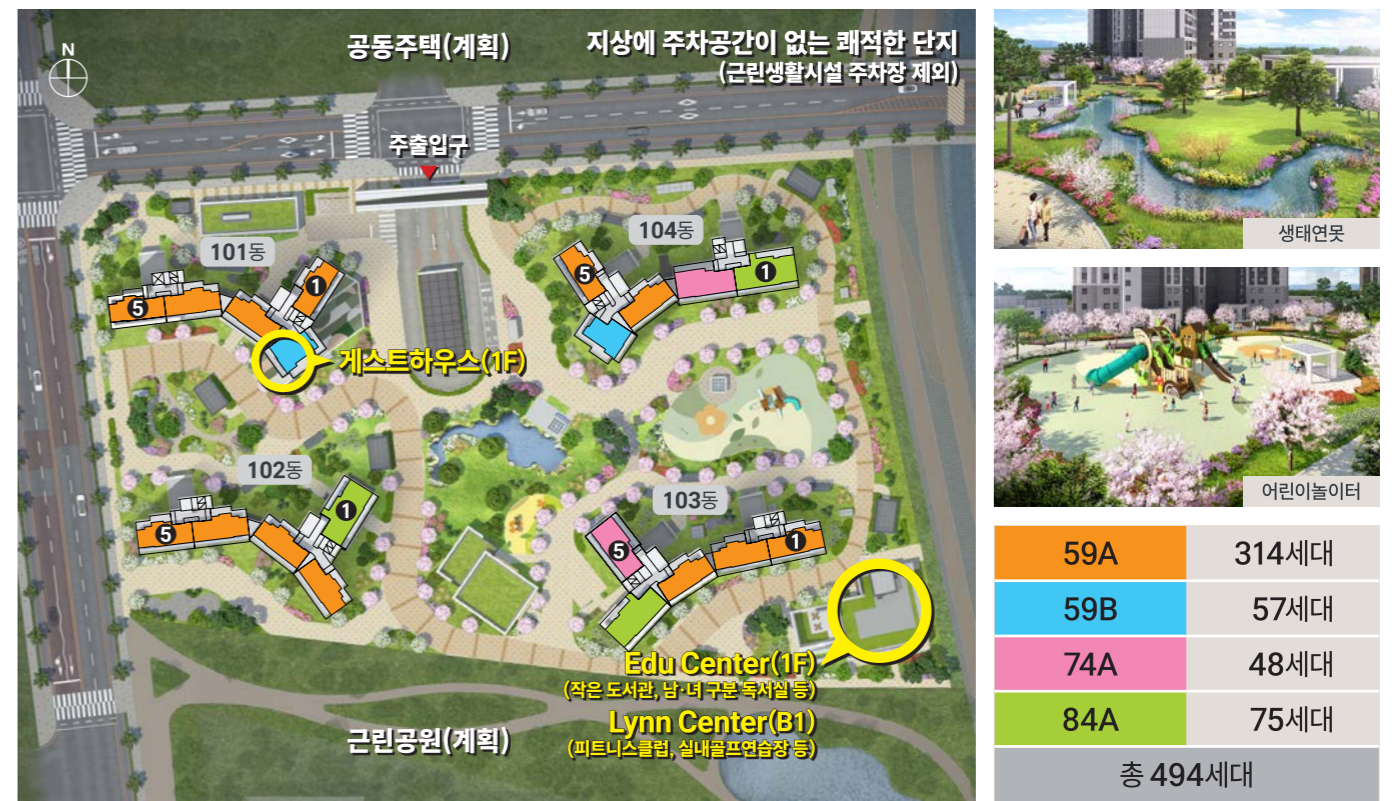 N
공동주택(계획)
지상에 주차공간이 없는 쾌적한 단지
(근린생활시설 주차장 제외)
주출입구
101동
5
1
게스트하우스(1F)
104동
5
1
102동
5
1
103동
5
1
Edu Center(1F)
(작은 도서관, 남·녀 구분 독서실 등)
Lynn Center(B1)
(피트니스클럽, 실내골프연습장 등)
근린공원(계획)
생태연못
어린이놀이터
59A 314세대
59B 57세대
74A 48세대
84A 75세대
총 494세대